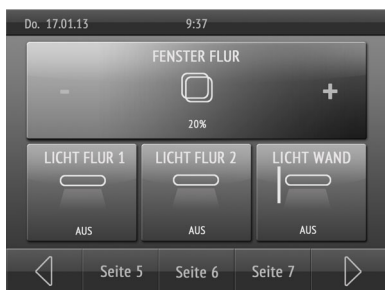 Do. 17.01.13 9:37
FENSTER FLUR
- +
20%
LICHT FLUR 1 LICHT FLUR 2 LICHT WAND
AUS AUS AUS
Seite 5 Seite 6 Seite 7